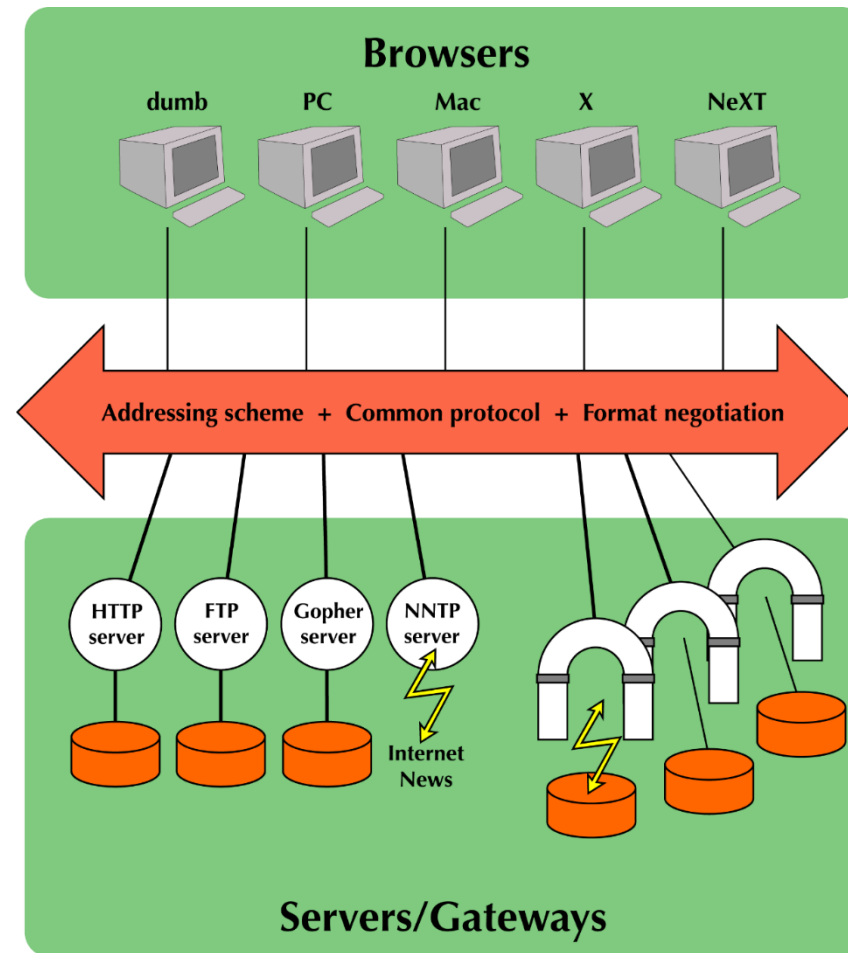 Browsers
dumb PC Mac X NeXT
Addressing scheme + Common protocol + Format negotiation
HTTP
server
FTP
server
Gopher
server
NNTP
server
Internet
News
Servers/Gateways